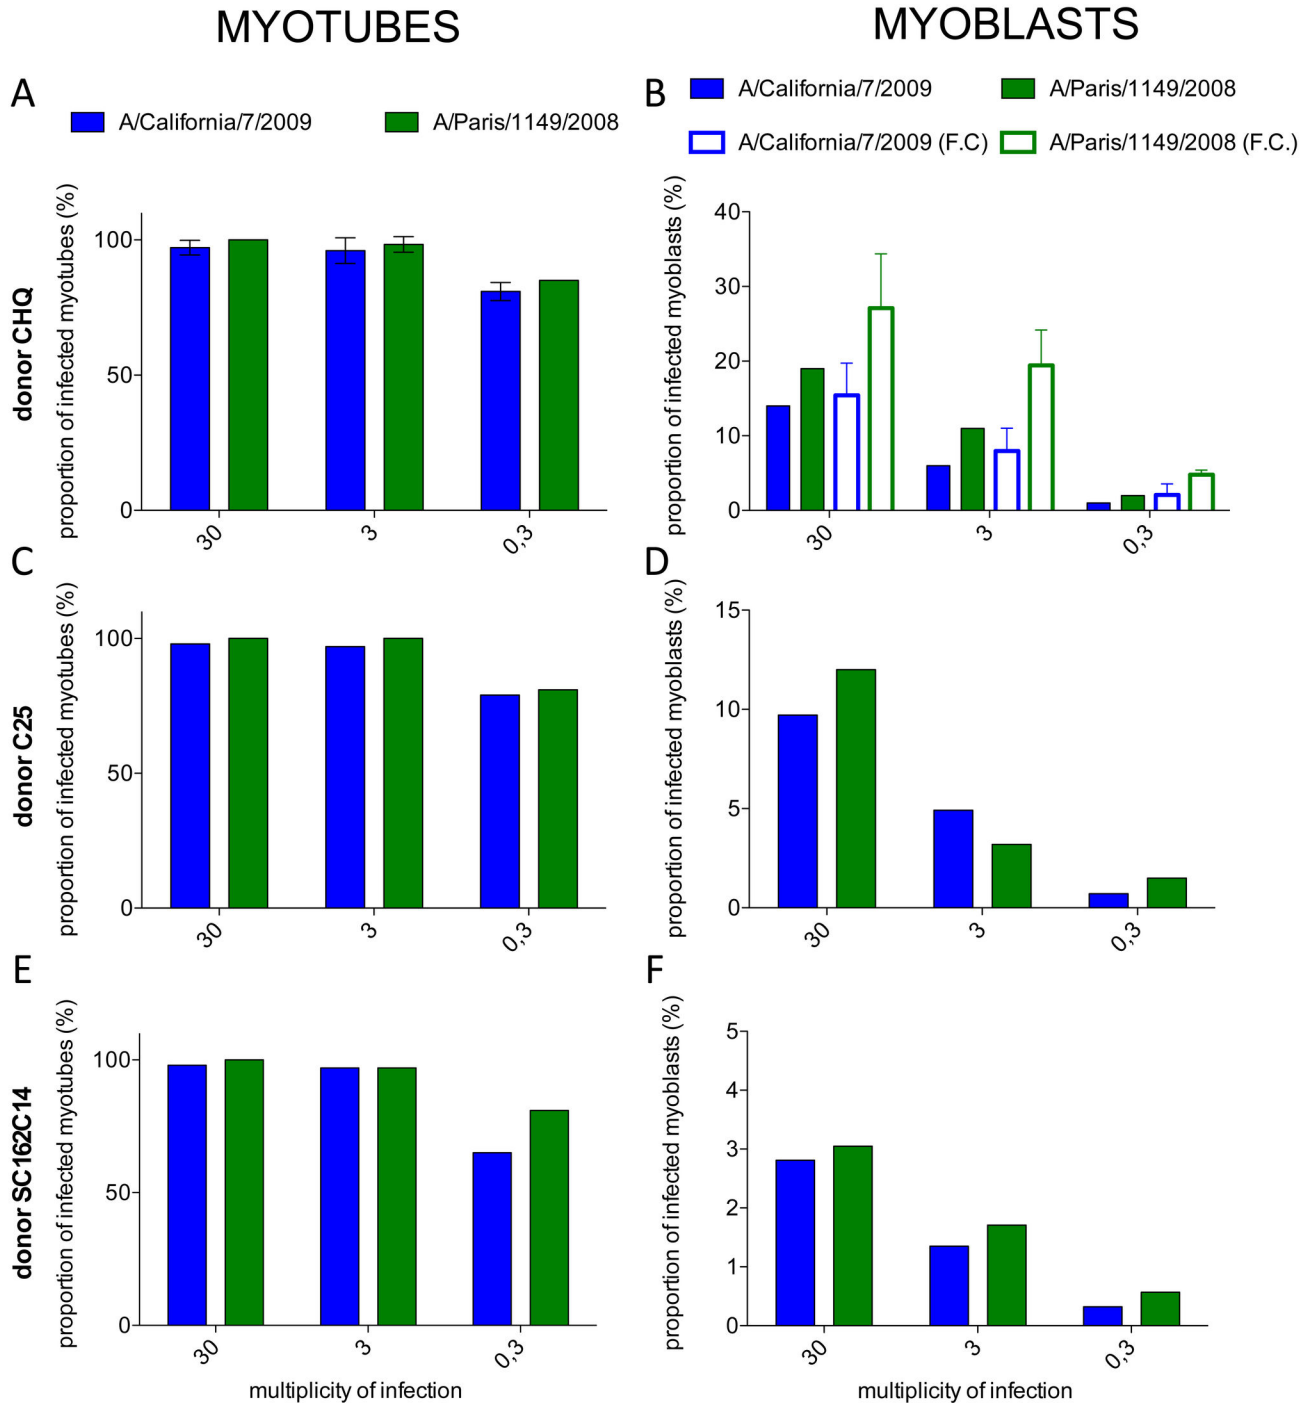 MYOTUBES
MYOBLASTS
A
A/California/7/2009
A/Paris/1149/2008
B
A/California/7/2009
A/Paris/1149/2008
A/California/7/2009 (F.C)
A/Paris/1149/2008 (F.C.)
donor CHQ
proportion of infected myotubes (%)
100
50
0
30
3
0,3
proportion of infected myoblasts (%)
40
30
20
10
0
30
3
0,3
C
donor C25
proportion of infected myotubes (%)
100
50
0
30
3
0,3
D
proportion of infected myoblasts (%)
15
10
5
0
30
3
0,3
E
donor SC162C14
proportion of infected myotubes (%)
100
50
0
30
3
0,3
multiplicity of infection
F
proportion of infected myoblasts (%)
5
4
3
2
1
0
30
3
0,3
multiplicity of infection